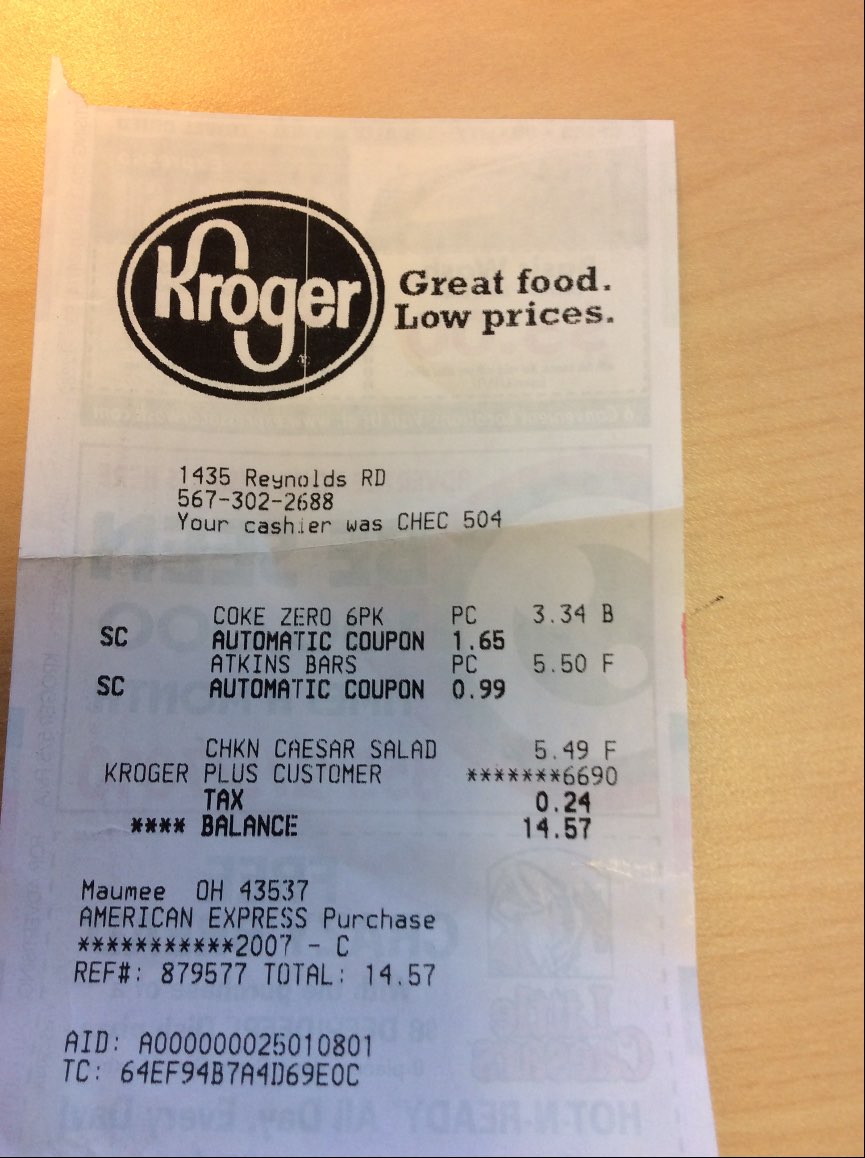 Kroger
Great food.
Low prices.
1435 Reynolds RD
567-302-2688
Your cashier was CHEC 504
COKE ZERO 6PK PC 3.34 B
SC AUTOMATIC COUPON 1.65
ATKINS BARS PC 5.50 F
SC AUTOMATIC COUPON 0.99
CHKN CAESAR SALAD 5.49 F
KROGER PLUS CUSTOMER *******6690
TAX 0.24
**** BALANCE 14.57
Maumee OH 43537
AMERICAN EXPRESS Purchase
***********2007 - C
REF#: 879577 TOTAL: 14.57
AID: A000000025010801
TC: 64EF94B7A4D69E0C
HOT-N-READY All Day, Every Day!